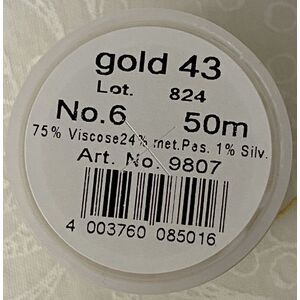 gold 43
Lot. 824
No.6 50m
75% Viscose24% met.Pas. 1% Silv.
Art. No. 9807
4 003760 085016